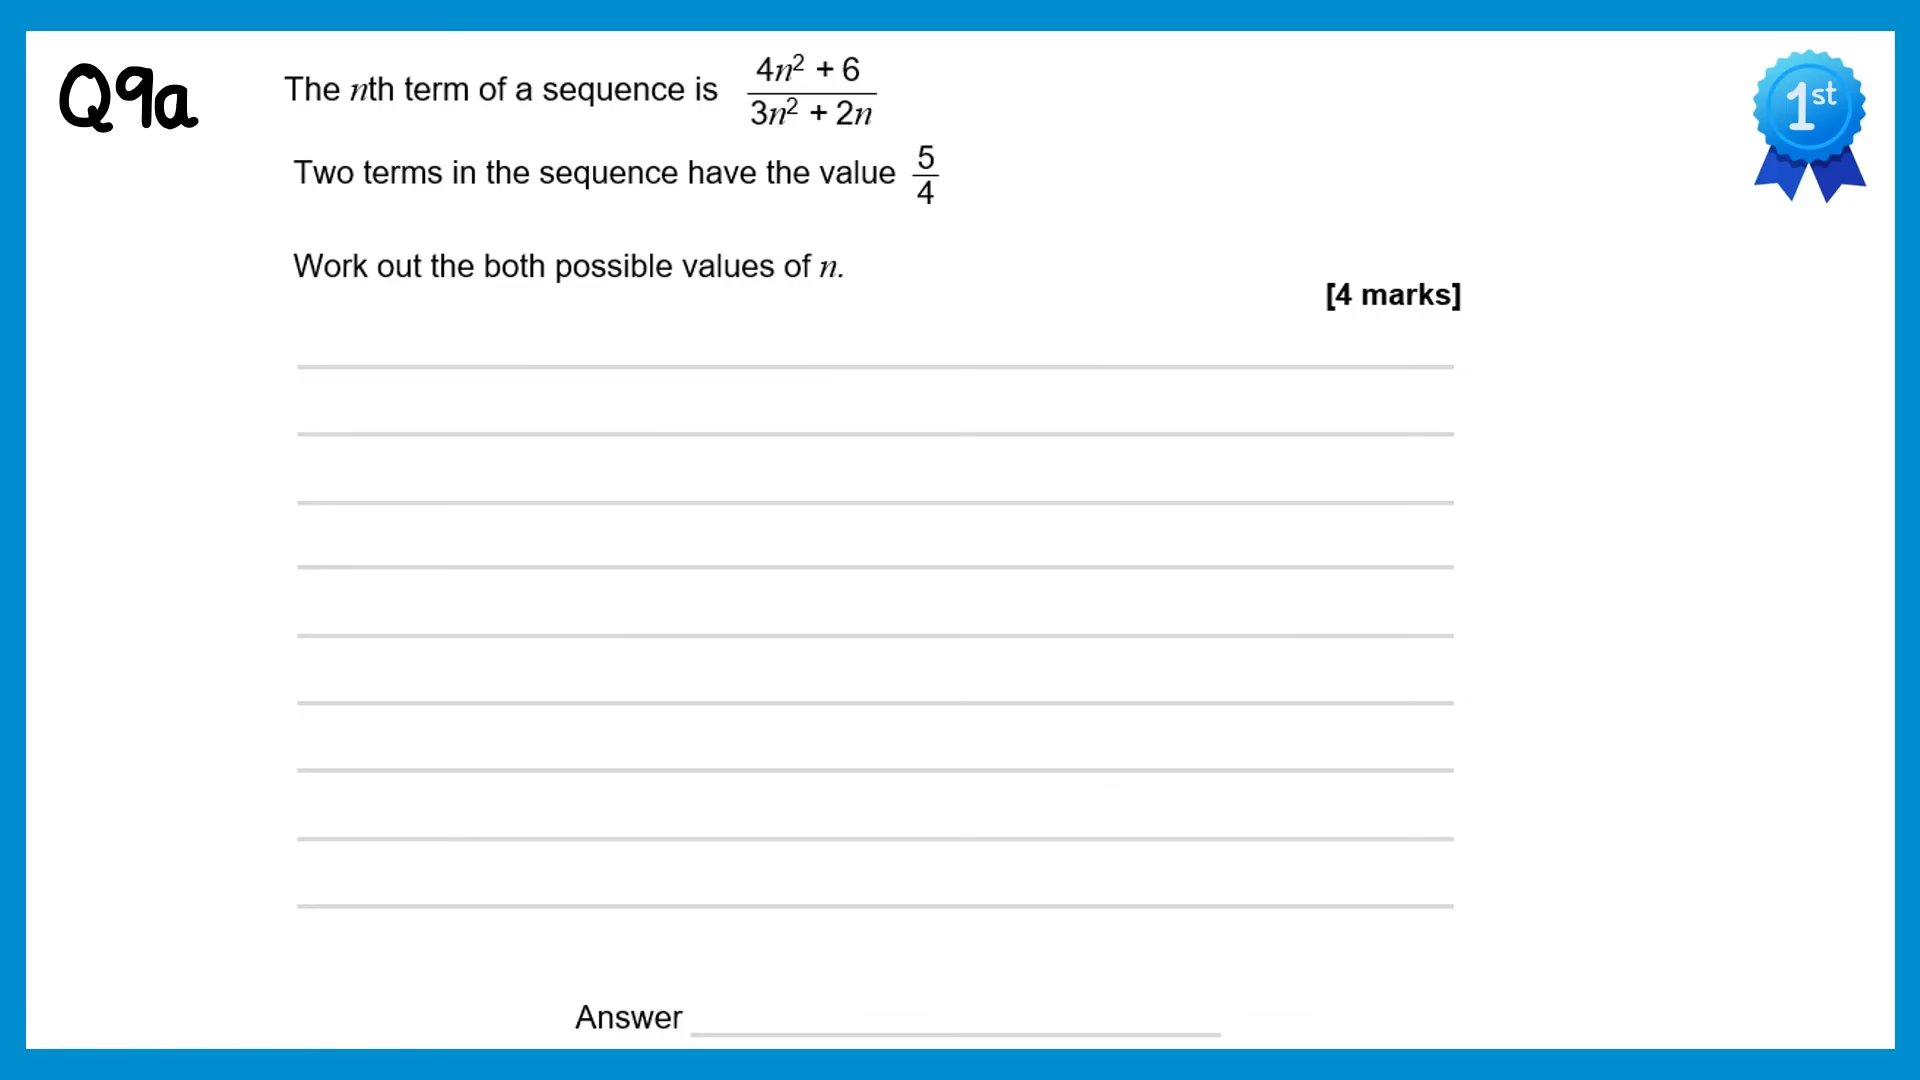 Q9a
The nth term of a sequence is 4n² + 6 / 3n² + 2n
Two terms in the sequence have the value 5/4
Work out the both possible values of n.
[4 marks]
Answer
1st